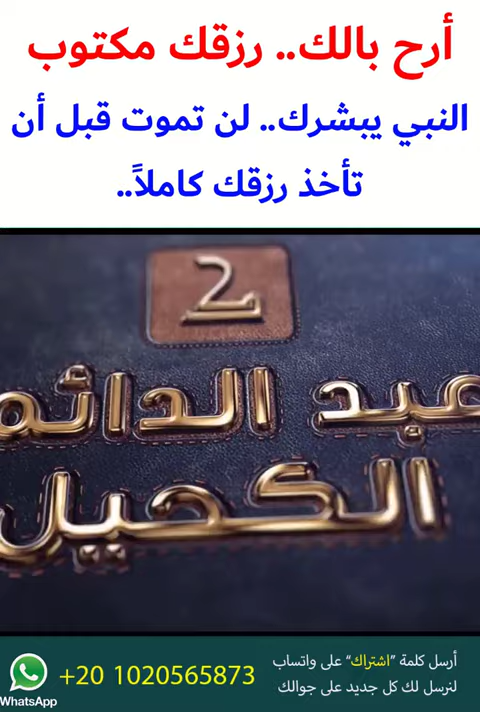 أرح بالك.. رزقك مكتوب
النبي يبشرك.. لن تموت قبل أن
تأخذ رزقك كاملاً..
عبد الدائم
الكحيل
أرسل كلمة "اشتراك" على واتساب
لنرسل لك كل جديد على جوالك
+20 1020565873
WhatsApp